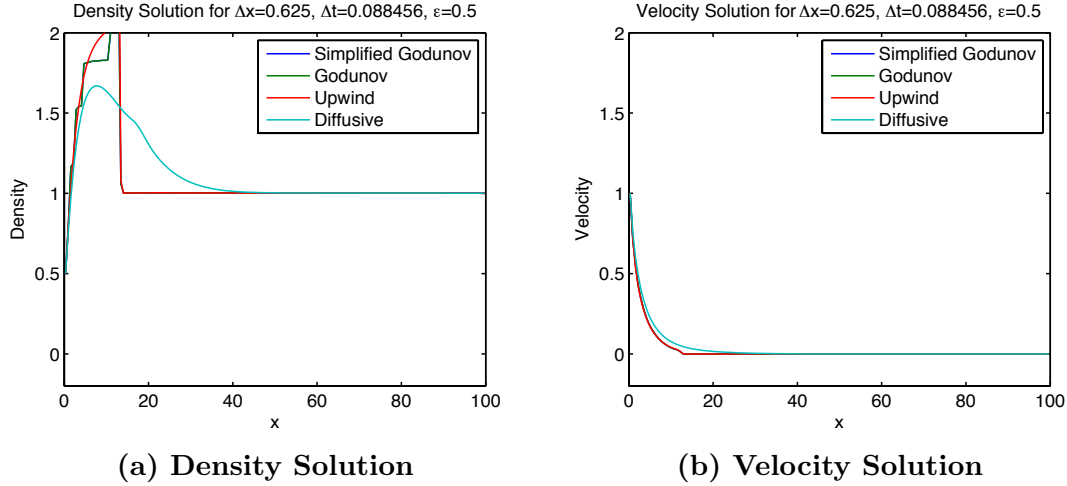 Density Solution for Δx=0.625, Δt=0.088456, ε=0.5
2
1.5
1
0.5
0
Density
0
20
40
60
80
100
x
Simplified Godunov
Godunov
Upwind
Diffusive
(a) Density Solution
Velocity Solution for Δx=0.625, Δt=0.088456, ε=0.5
2
1.5
1
0.5
0
Velocity
0
20
40
60
80
100
x
Simplified Godunov
Godunov
Upwind
Diffusive
(b) Velocity Solution